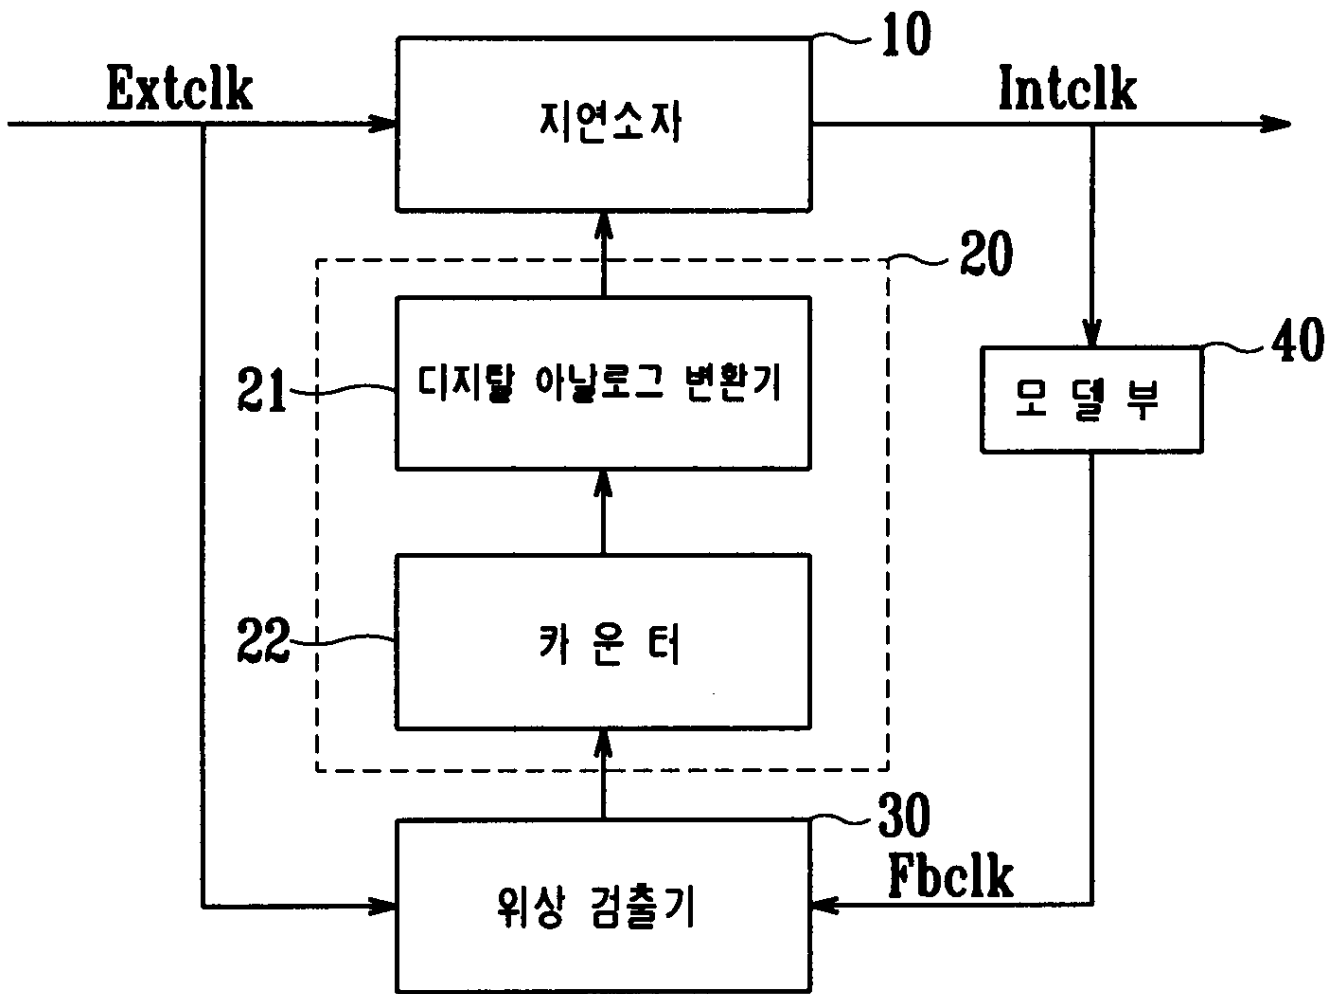 10
Extclk
Intclk
지연소자
20
40
21
디지탈 아날로그 변환기
모델부
22
카운터
30
Fbclk
위상 검출기